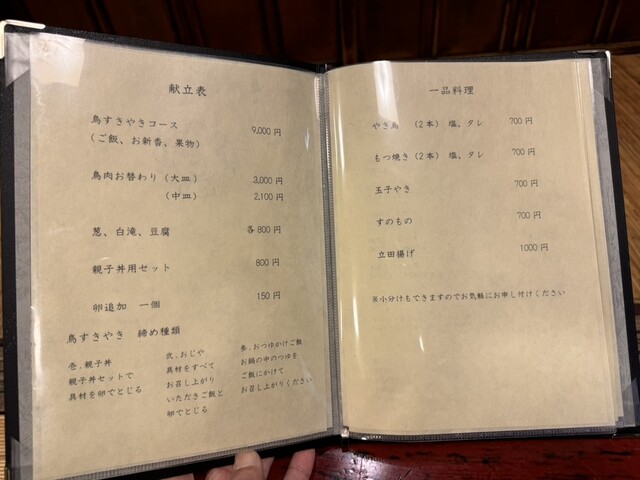 献立表
鳥すきやきコース
（ご飯、お新香、果物）
9,000円
鳥肉お替わり（大皿） 3,000円
（中皿） 2,100円
葱、白滝、豆腐 各800円
親子丼用セット 800円
卵追加 一個 150円
鳥すきやき 締め種類
壱．親子丼
親子丼セットで
具材を卵でとじる
弐．おじや
具材をすべて
お召し上がり
いただきご飯と
卵でとじる
参．おつゆかけご飯
お鍋の中のつゆを
ご飯にかけて
お召し上がりください
一品料理
やき鳥 （2本） 塩、タレ 700円
もつ焼き（2本） 塩、タレ 700円
玉子やき 700円
すのもの 700円
立田揚げ 1000円
※小分けもできますのでお気軽にお申し付けください